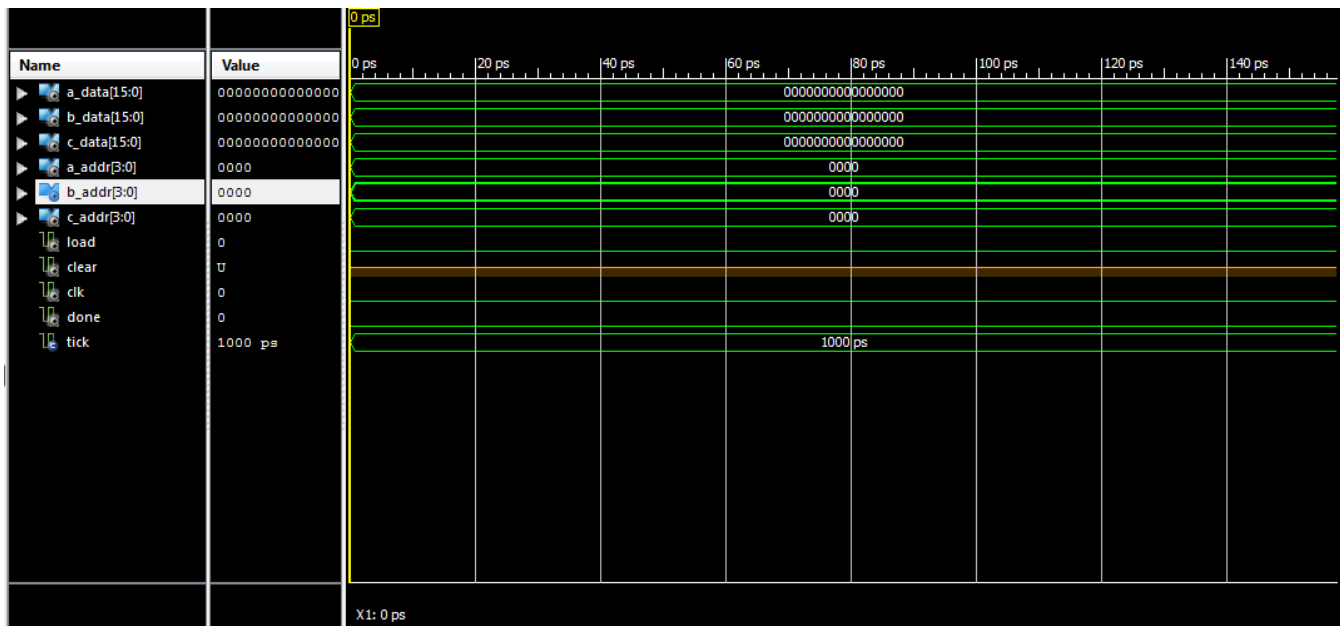 0 ps
Name Value 0 ps 20 ps 40 ps 60 ps 80 ps 100 ps 120 ps 140 ps
a_data[15:0] 00000000000000 0000000000000000
b_data[15:0] 00000000000000 0000000000000000
c_data[15:0] 00000000000000 0000000000000000
a_addr[3:0] 0000 0000
b_addr[3:0] 0000 0000
c_addr[3:0] 0000 0000
load 0
clear U
clk 0
done 0
tick 1000 ps 1000 ps
X1: 0 ps